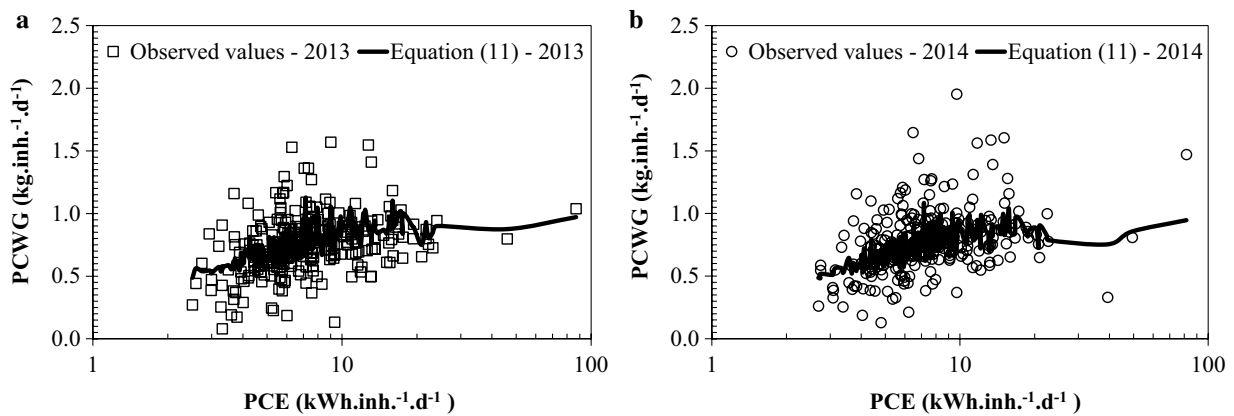 a
2.5
2.0
1.5
1.0
0.5
0.0
PCWG (kg.inh.⁻¹.d⁻¹)
Observed values - 2013
Equation (11) - 2013
1 10 100
PCE (kWh.inh.⁻¹.d⁻¹ )
b
2.5
2.0
1.5
1.0
0.5
0.0
PCWG (kg.inh.⁻¹.d⁻¹)
Observed values - 2014
Equation (11) - 2014
1 10 100
PCE (kWh.inh.⁻¹.d⁻¹ )